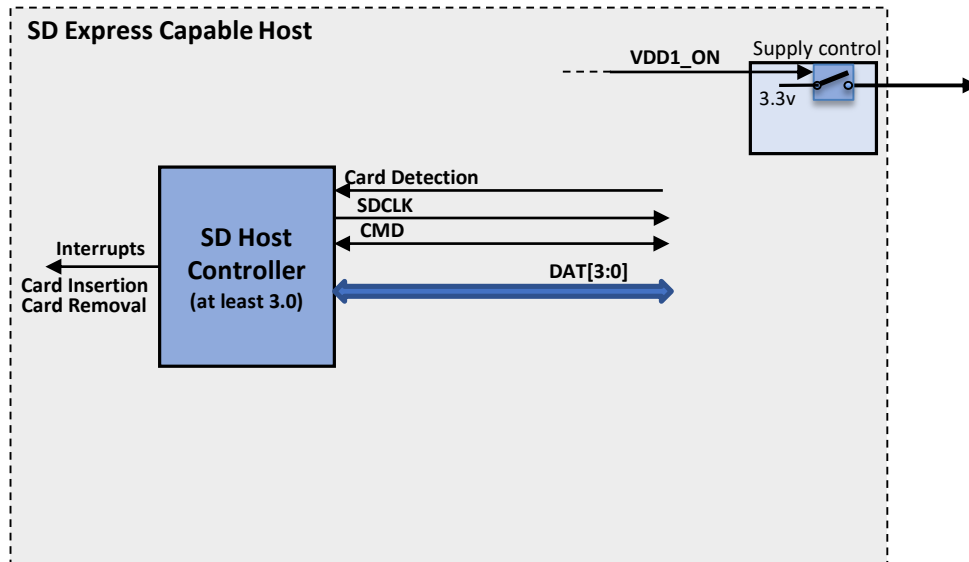 SD Express Capable Host
Supply control
VDD1_ON
3.3v
Card Detection
SDCLK
CMD
DAT[3:0]
SD Host
Controller
(at least 3.0)
Interrupts
Card Insertion
Card Removal